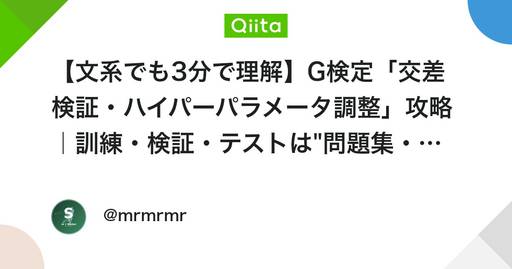 Qiita
【文系でも3分で理解】G検定「交差
検証・ハイパーパラメータ調整」攻略
｜訓練・検証・テストは"問題集・…
@mrmrmr